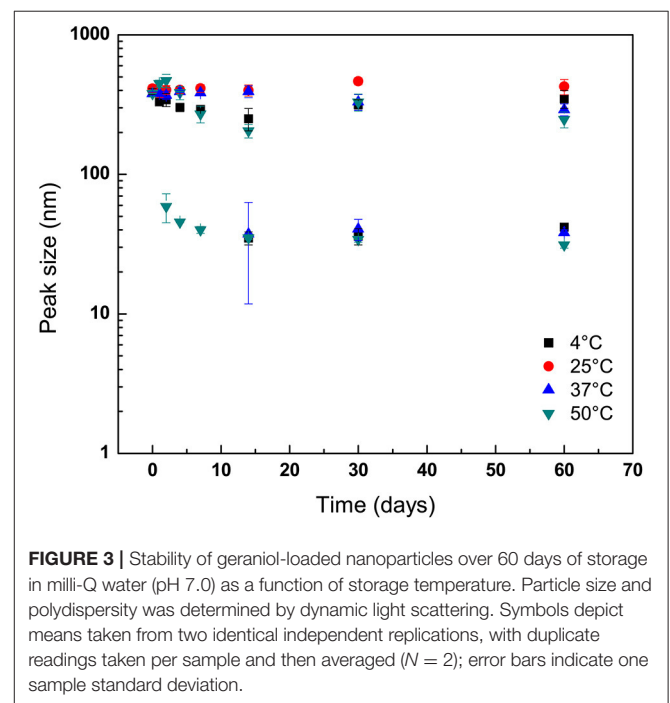 1000
100
10
1
Peak size (nm)
4°C
25°C
37°C
50°C
0 10 20 30 40 50 60 70
Time (days)
FIGURE 3 | Stability of geraniol-loaded nanoparticles over 60 days of storage
in milli-Q water (pH 7.0) as a function of storage temperature. Particle size and
polydispersity was determined by dynamic light scattering. Symbols depict
means taken from two identical independent replications, with duplicate
readings taken per sample and then averaged (N = 2); error bars indicate one
sample standard deviation.